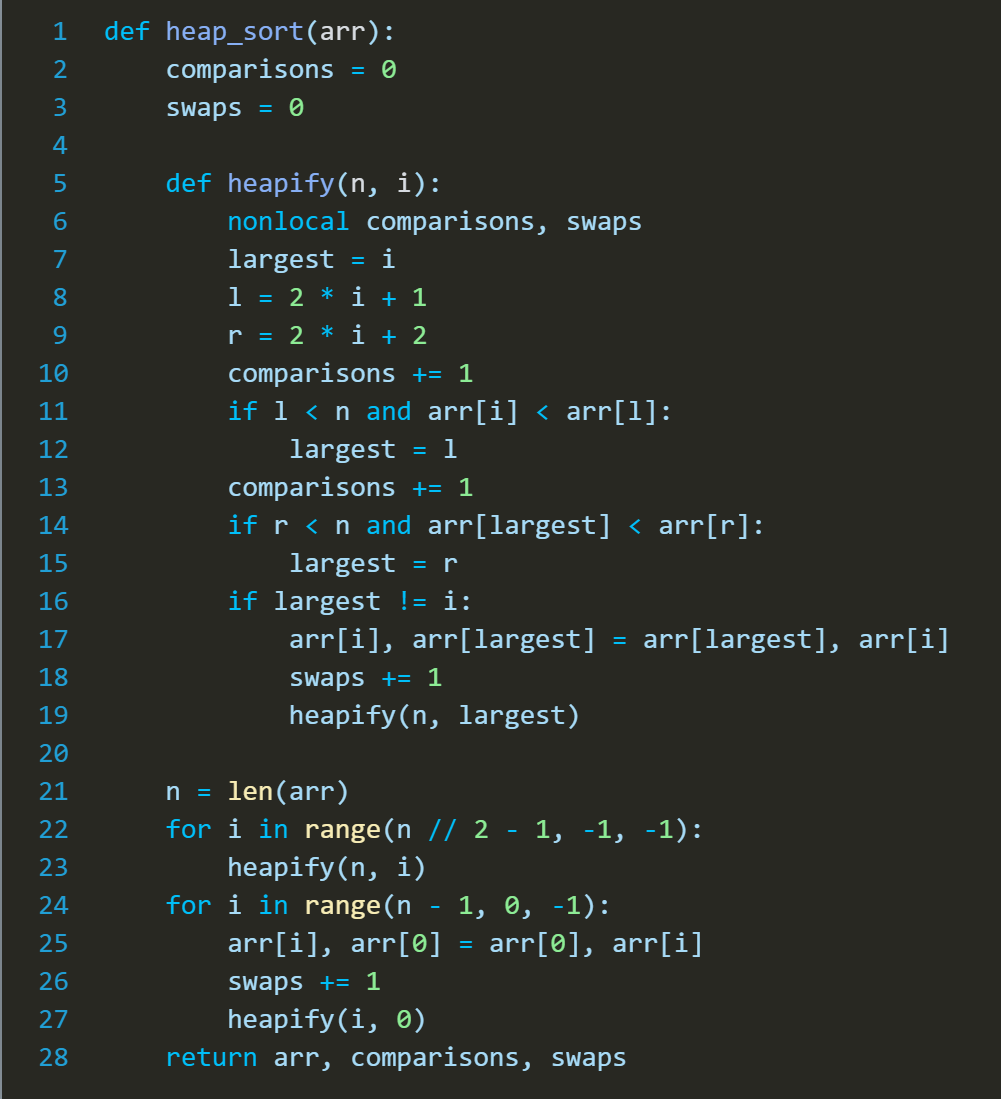 1 def heap_sort(arr):
2     comparisons = 0
3     swaps = 0
4
5     def heapify(n, i):
6         nonlocal comparisons, swaps
7         largest = i
8         l = 2 * i + 1
9         r = 2 * i + 2
10         comparisons += 1
11         if l < n and arr[i] < arr[l]:
12             largest = l
13         comparisons += 1
14         if r < n and arr[largest] < arr[r]:
15             largest = r
16         if largest != i:
17             arr[i], arr[largest] = arr[largest], arr[i]
18             swaps += 1
19             heapify(n, largest)
20
21     n = len(arr)
22     for i in range(n // 2 - 1, -1, -1):
23         heapify(n, i)
24     for i in range(n - 1, 0, -1):
25         arr[i], arr[0] = arr[0], arr[i]
26         swaps += 1
27         heapify(i, 0)
28     return arr, comparisons, swaps